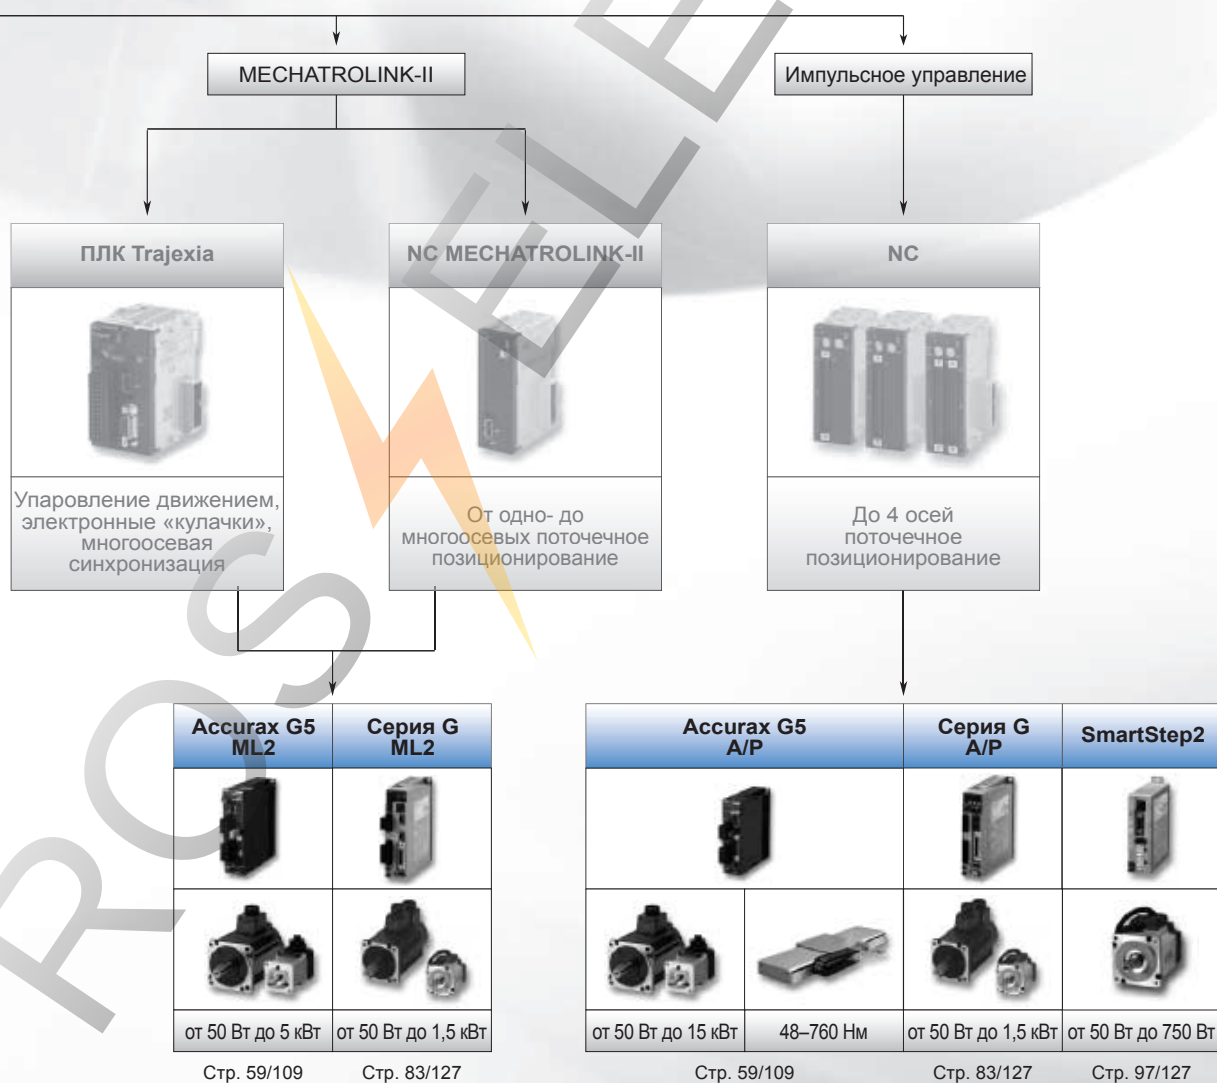 MECHATROLINK-II
Импульсное управление
ПЛК Trajexia
NC MECHATROLINK-II
NC
Упаровление движением,
электронные «кулачки»,
многоосевая
синхронизация
От одно- до
многоосевых поточечное
позиционирование
До 4 осей
поточечное
позиционирование
Accurax G5
ML2
Серия G
ML2
Accurax G5
A/P
Серия G
A/P
SmartStep2
от 50 Вт до 5 кВт
от 50 Вт до 1,5 кВт
от 50 Вт до 15 кВт
48–760 Нм
от 50 Вт до 1,5 кВт
от 50 Вт до 750 Вт
Стр. 59/109
Стр. 83/127
Стр. 59/109
Стр. 83/127
Стр. 97/127
ROS
ELE